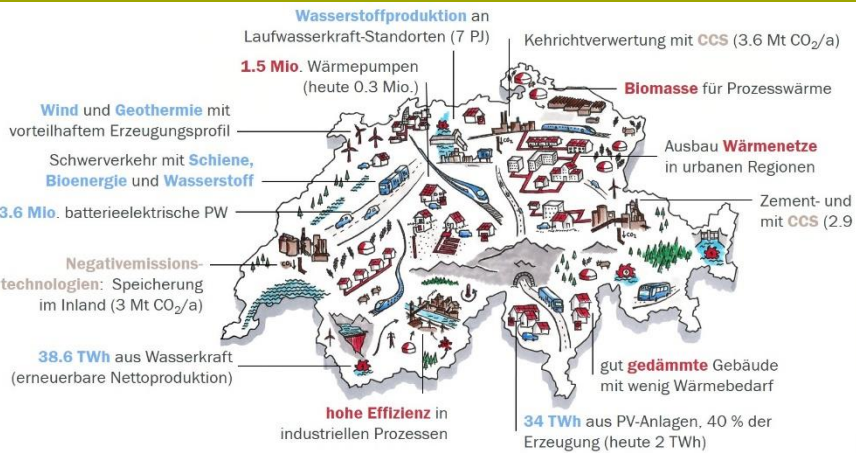 Wasserstoffproduktion an
Laufwasserkraft-Standorten (7 PJ)
Kehrichtverwertung mit CCS (3.6 Mt CO₂/a)
1.5 Mio. Wärmepumpen
(heute 0.3 Mio.)
Biomasse für Prozesswärme
Wind und Geothermie mit
vorteilhaftem Erzeugungsprofil
Ausbau Wärmenetze
in urbanen Regionen
Schwerverkehr mit Schiene,
Bioenergie und Wasserstoff
3.6 Mio. batterieelektrische PW
Zement- und
mit CCS (2.9
CO₂
CO₂
CO₂
Negativemissions-
technologien: Speicherung
im Inland (3 Mt CO₂/a)
38.6 TWh aus Wasserkraft
(erneuerbare Nettoproduktion)
gut gedämmte Gebäude
mit wenig Wärmebedarf
hohe Effizienz in
industriellen Prozessen
34 TWh aus PV-Anlagen, 40 % der
Erzeugung (heute 2 TWh)